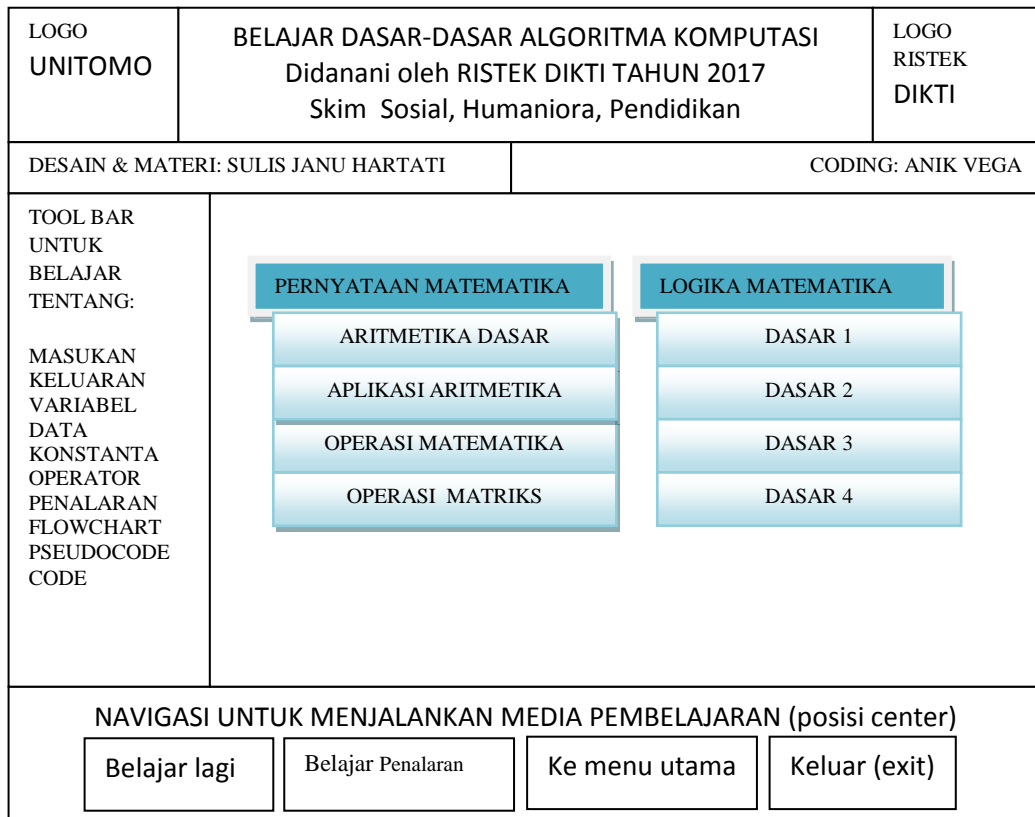 LOGO
UNITOMO
BELAJAR DASAR-DASAR ALGORITMA KOMPUTASI
Didanani oleh RISTEK DIKTI TAHUN 2017
Skim Sosial, Humaniora, Pendidikan
LOGO
RISTEK
DIKTI
DESAIN & MATERI: SULIS JANU HARTATI
CODING: ANIK VEGA
TOOL BAR
UNTUK
BELAJAR
TENTANG:
MASUKAN
KELUARAN
VARIABEL
DATA
KONSTANTA
OPERATOR
PENALARAN
FLOWCHART
PSEUDOCODE
CODE
PERNYATAAN MATEMATIKA
ARITMETIKA DASAR
APLIKASI ARITMETIKA
OPERASI MATEMATIKA
OPERASI MATRIKS
LOGIKA MATEMATIKA
DASAR 1
DASAR 2
DASAR 3
DASAR 4
NAVIGASI UNTUK MENJALANKAN MEDIA PEMBELAJARAN (posisi center)
Belajar lagi
Belajar Penalaran
Ke menu utama
Keluar (exit)